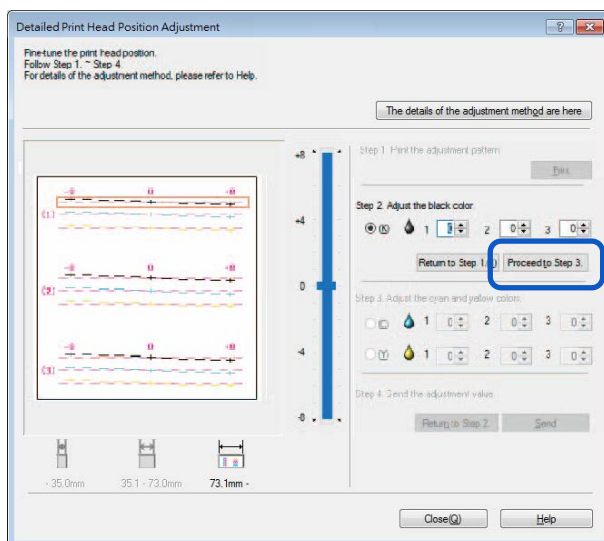 Detailed Print Head Position Adjustment
Fine-tune the print head position.
Follow Step 1. ~ Step 4.
For details of the adjustment method, please refer to Help.
The details of the adjustment method are here
+8
+4
0
-4
-8
-8 0 +8
(1)
-8 0 +8
(2)
-8 0 +8
(3)
- 35.0mm
35.1 - 73.0mm
73.1mm -
Step 1. Print the adjustment pattern
Print
Step 2. Adjust the black color
(K) 1 2 0 3 0
Return to Step 1.
Proceed to Step 3.
Step 3. Adjust the cyan and yellow colors
(C) 1 0 2 0 3 0
(Y) 1 0 2 0 3 0
Step 4. Send the adjustment value
Return to Step 2.
Send
Close(Q)
Help